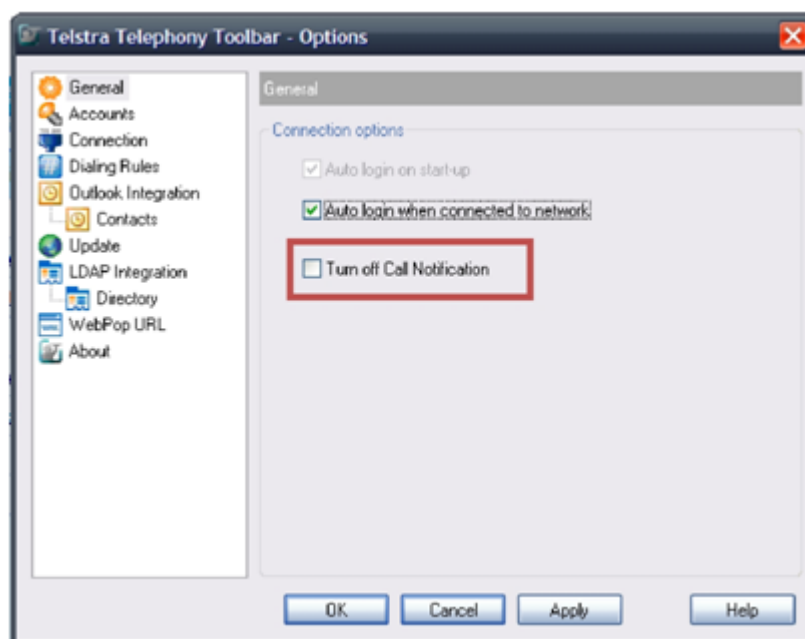 Telstra Telephony Toolbar - Options
General
Accounts
Connection
Dialing Rules
Outlook Integration
Contacts
Update
LDAP Integration
Directory
WebPop URL
About
General
Connection options
Auto login on start-up
Auto login when connected to network
Turn off Call Notification
OK
Cancel
Apply
Help